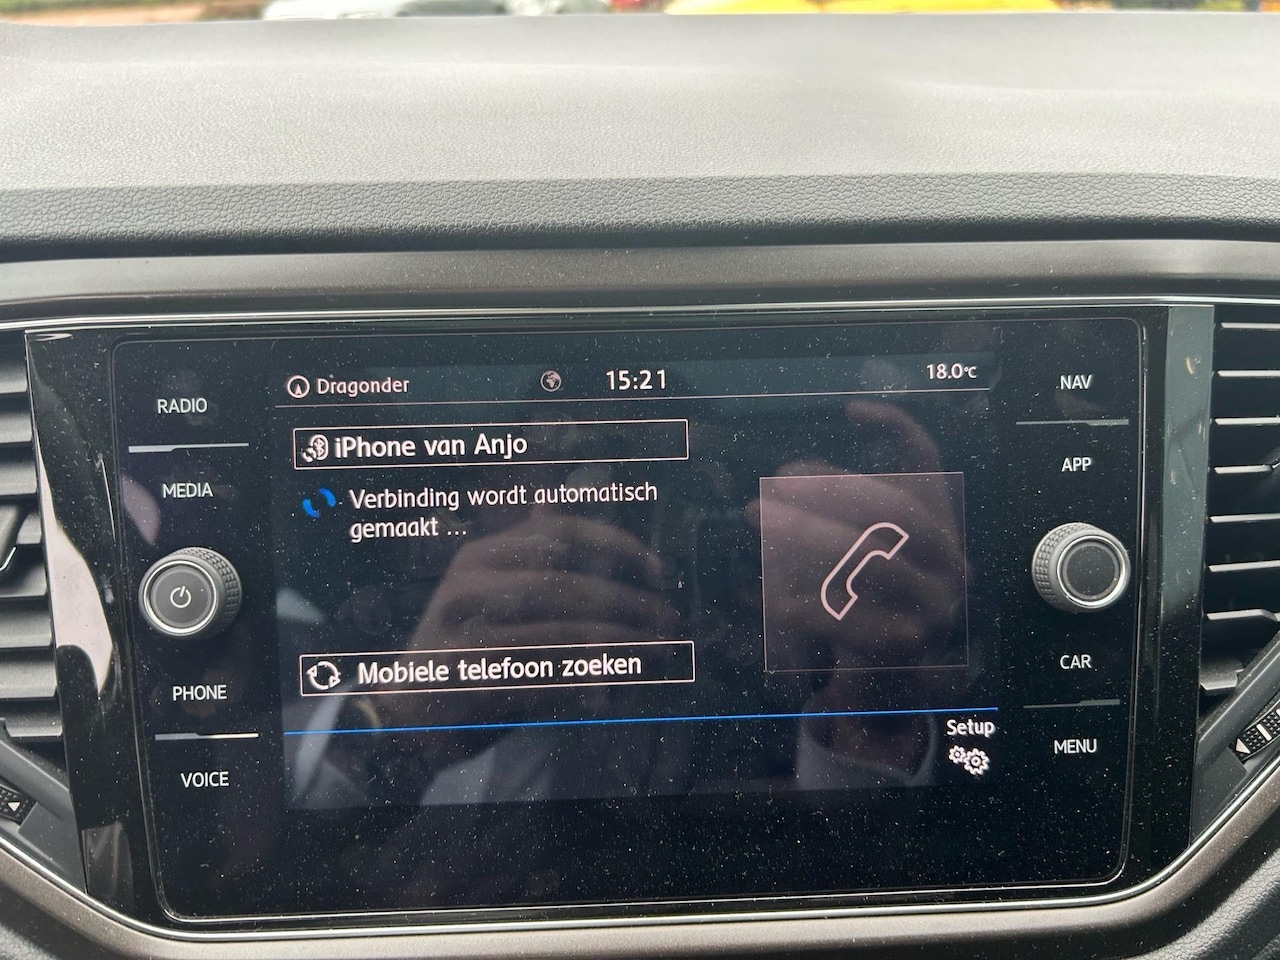 Dragonder
15:21
18.0°C
RADIO
MEDIA
PHONE
VOICE
iPhone van Anjo
Verbinding wordt automatisch
gemaakt ...
Mobiele telefoon zoeken
Setup
NAV
APP
CAR
MENU